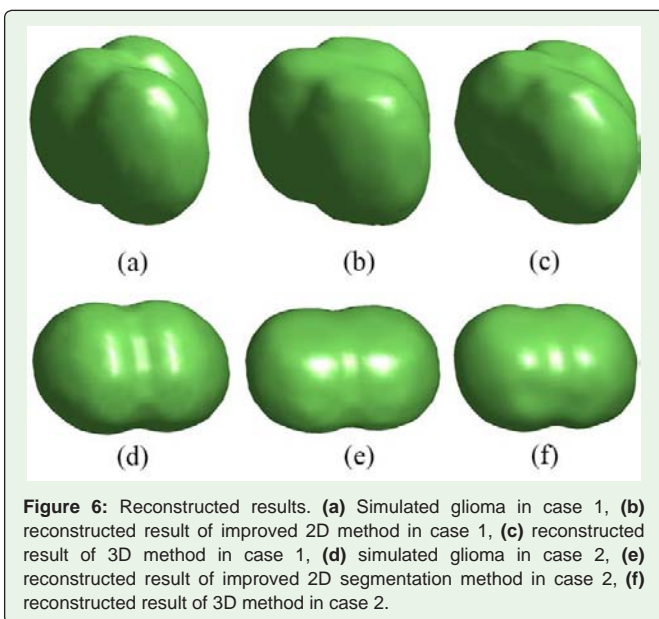 (a) (b) (c)
(d) (e) (f)
Figure 6: Reconstructed results. (a) Simulated glioma in case 1, (b)
reconstructed result of improved 2D method in case 1, (c) reconstructed
result of 3D method in case 1, (d) simulated glioma in case 2, (e)
reconstructed result of improved 2D segmentation method in case 2, (f)
reconstructed result of 3D method in case 2.